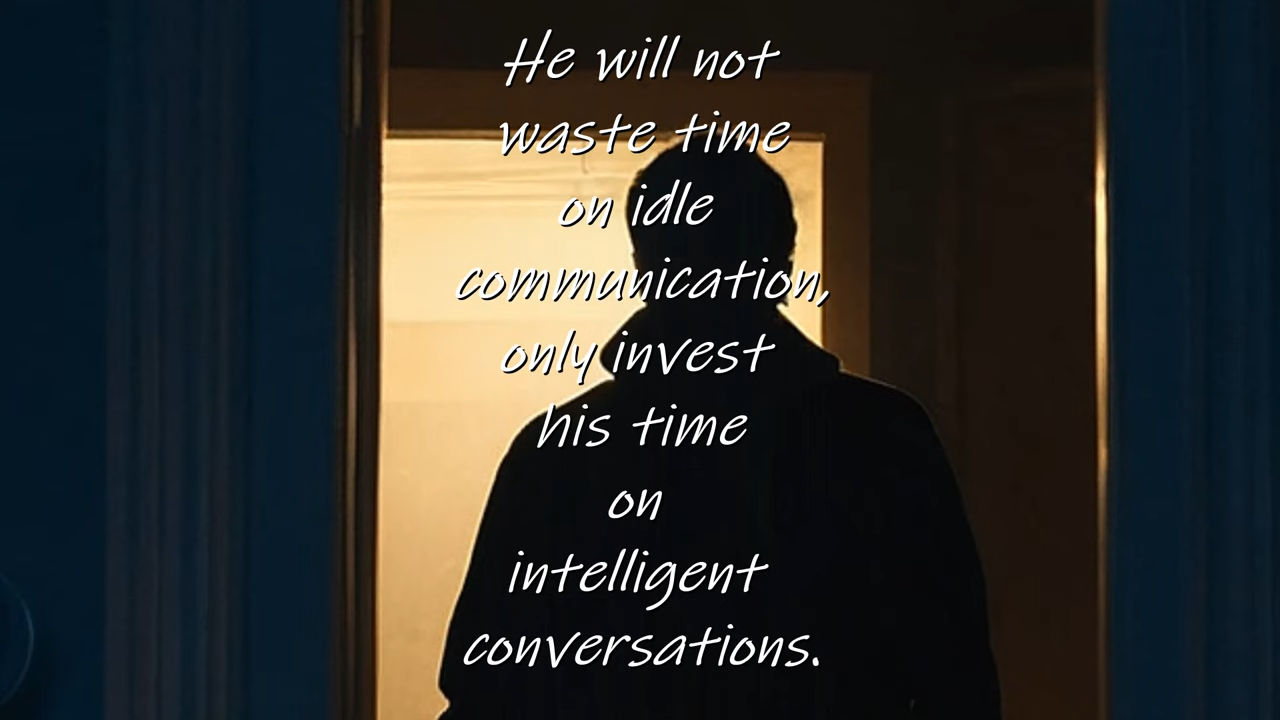 He will not
waste time
on idle
communication,
only invest
his time
on
intelligent
conversations.